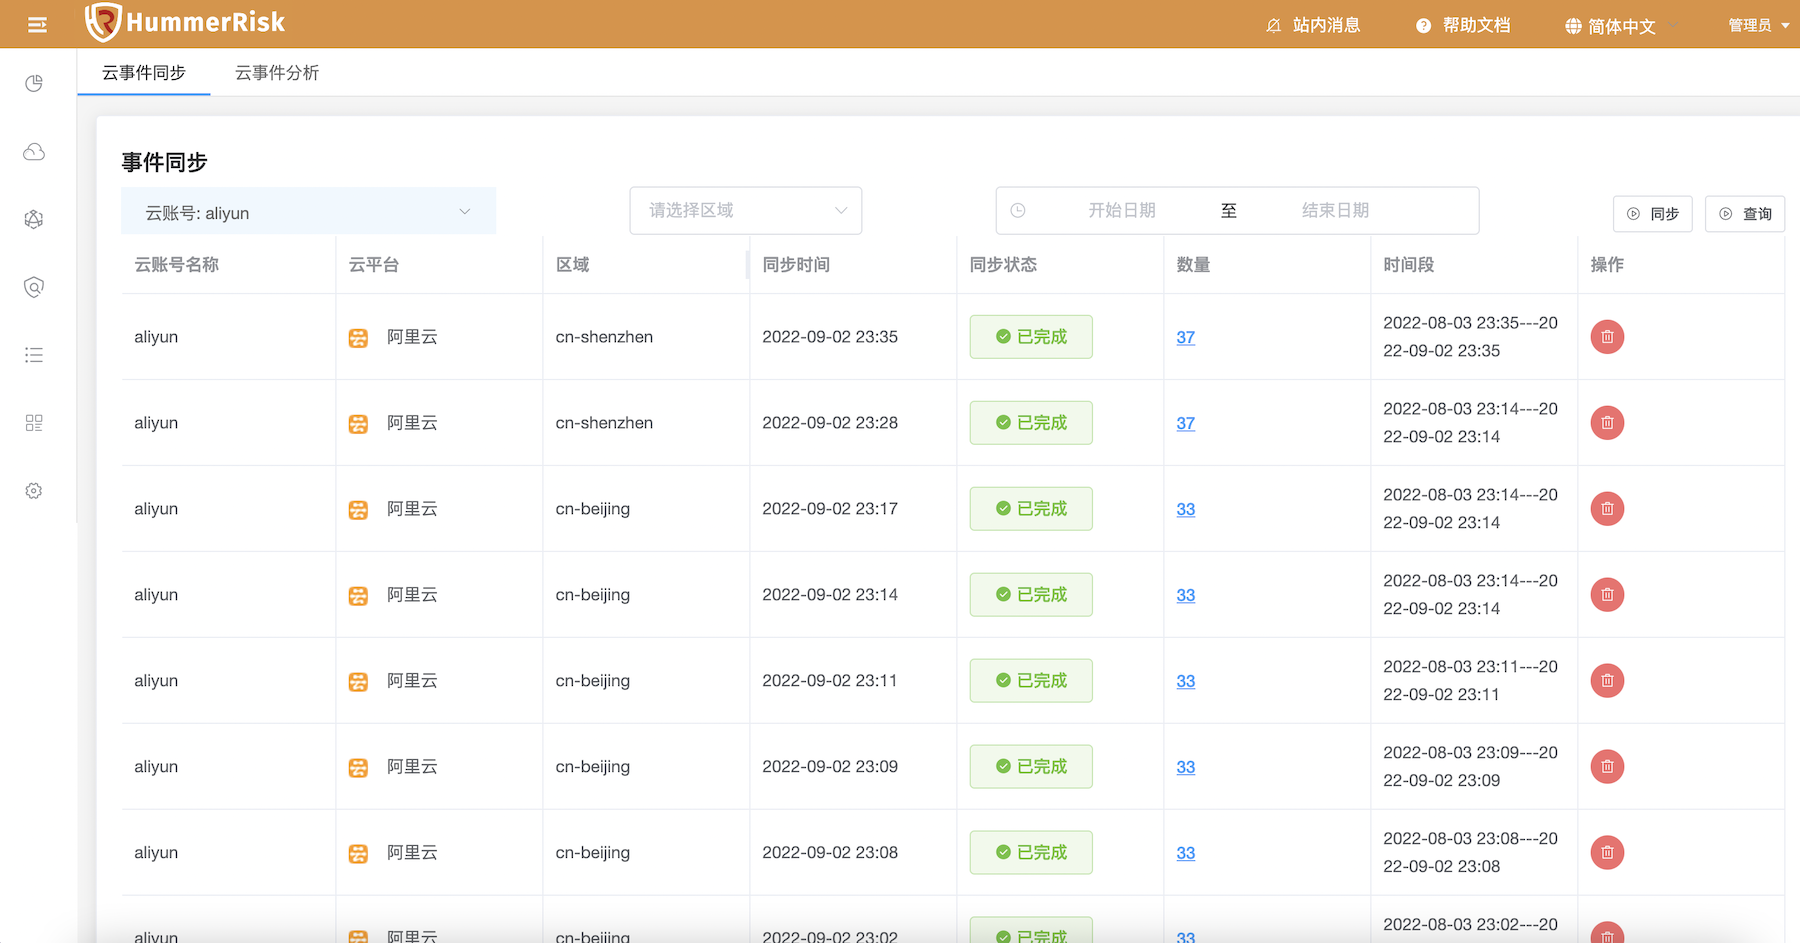 HummerRisk
站内消息
帮助文档
简体中文
管理员
云事件同步 云事件分析
事件同步
云账号: aliyun
请选择区域
开始日期 至 结束日期
同步
查询
云账号名称 云平台 区域 同步时间 同步状态 数量 时间段 操作
aliyun 阿里云 cn-shenzhen 2022-09-02 23:35 已完成 37 2022-08-03 23:35---20
22-09-02 23:35
aliyun 阿里云 cn-shenzhen 2022-09-02 23:28 已完成 37 2022-08-03 23:14---20
22-09-02 23:14
aliyun 阿里云 cn-beijing 2022-09-02 23:17 已完成 33 2022-08-03 23:14---20
22-09-02 23:14
aliyun 阿里云 cn-beijing 2022-09-02 23:14 已完成 33 2022-08-03 23:14---20
22-09-02 23:14
aliyun 阿里云 cn-beijing 2022-09-02 23:11 已完成 33 2022-08-03 23:11---20
22-09-02 23:11
aliyun 阿里云 cn-beijing 2022-09-02 23:09 已完成 33 2022-08-03 23:09---20
22-09-02 23:09
aliyun 阿里云 cn-beijing 2022-09-02 23:08 已完成 33 2022-08-03 23:08---20
22-09-02 23:08
aliyun 阿里云 cn-beijing 2022-09-02 23:02 已完成 33 2022-08-03 23:02---20